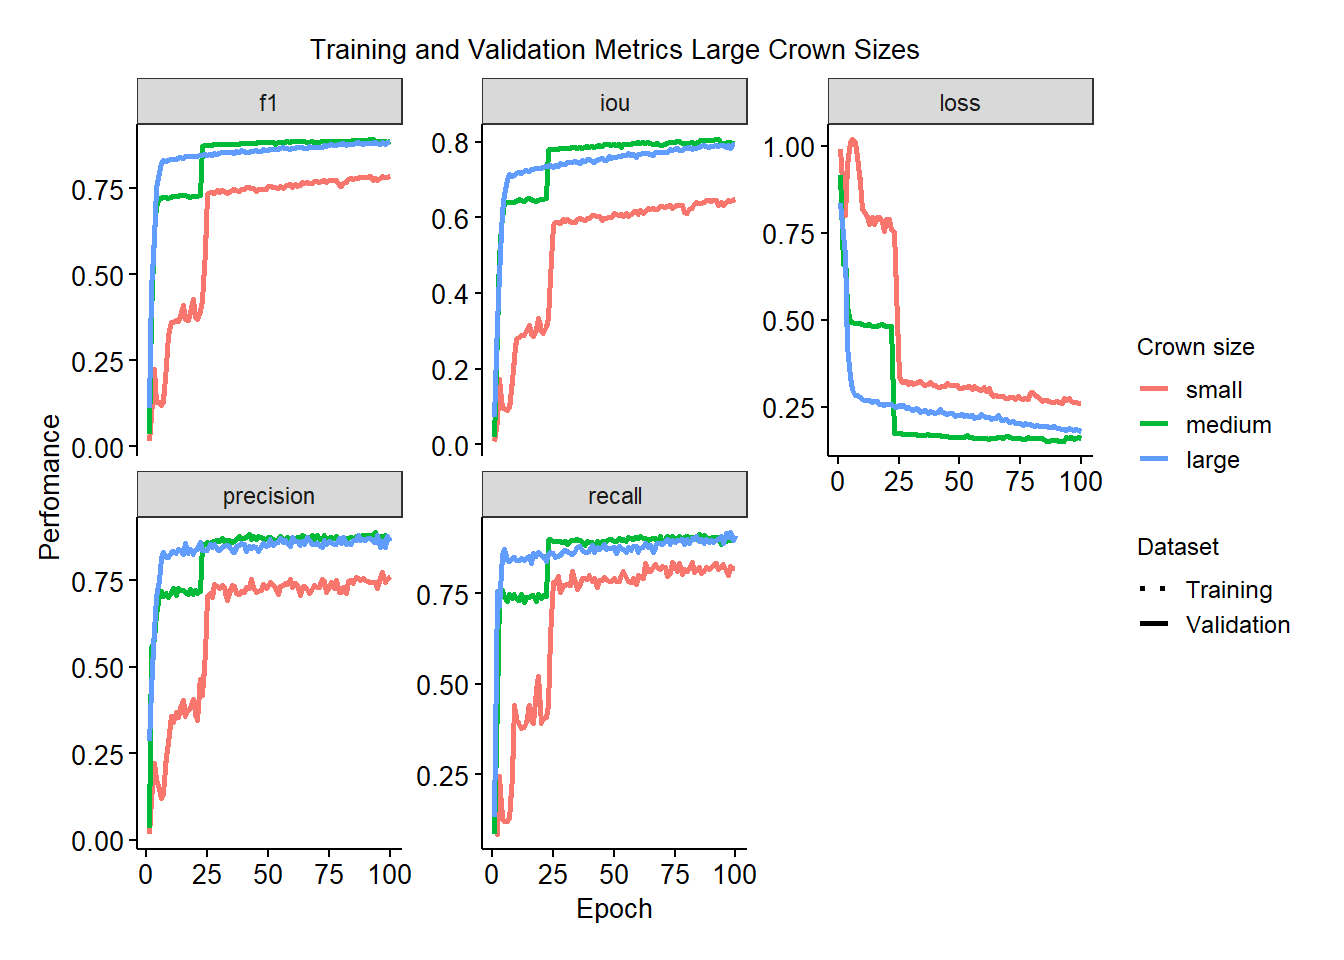 Training and Validation Metrics Large Crown Sizes
f1
iou
loss
0.75
0.50
0.25
0.00
0.8
0.6
0.4
0.2
0.0
1.00
0.75
0.50
0.25
0 25 50 75 100
Perfomance
precision
recall
0.75
0.50
0.25
0.00
0.75
0.50
0.25
0 25 50 75 100
0 25 50 75 100
Epoch
Crown size
small
medium
large
Dataset
Training
Validation